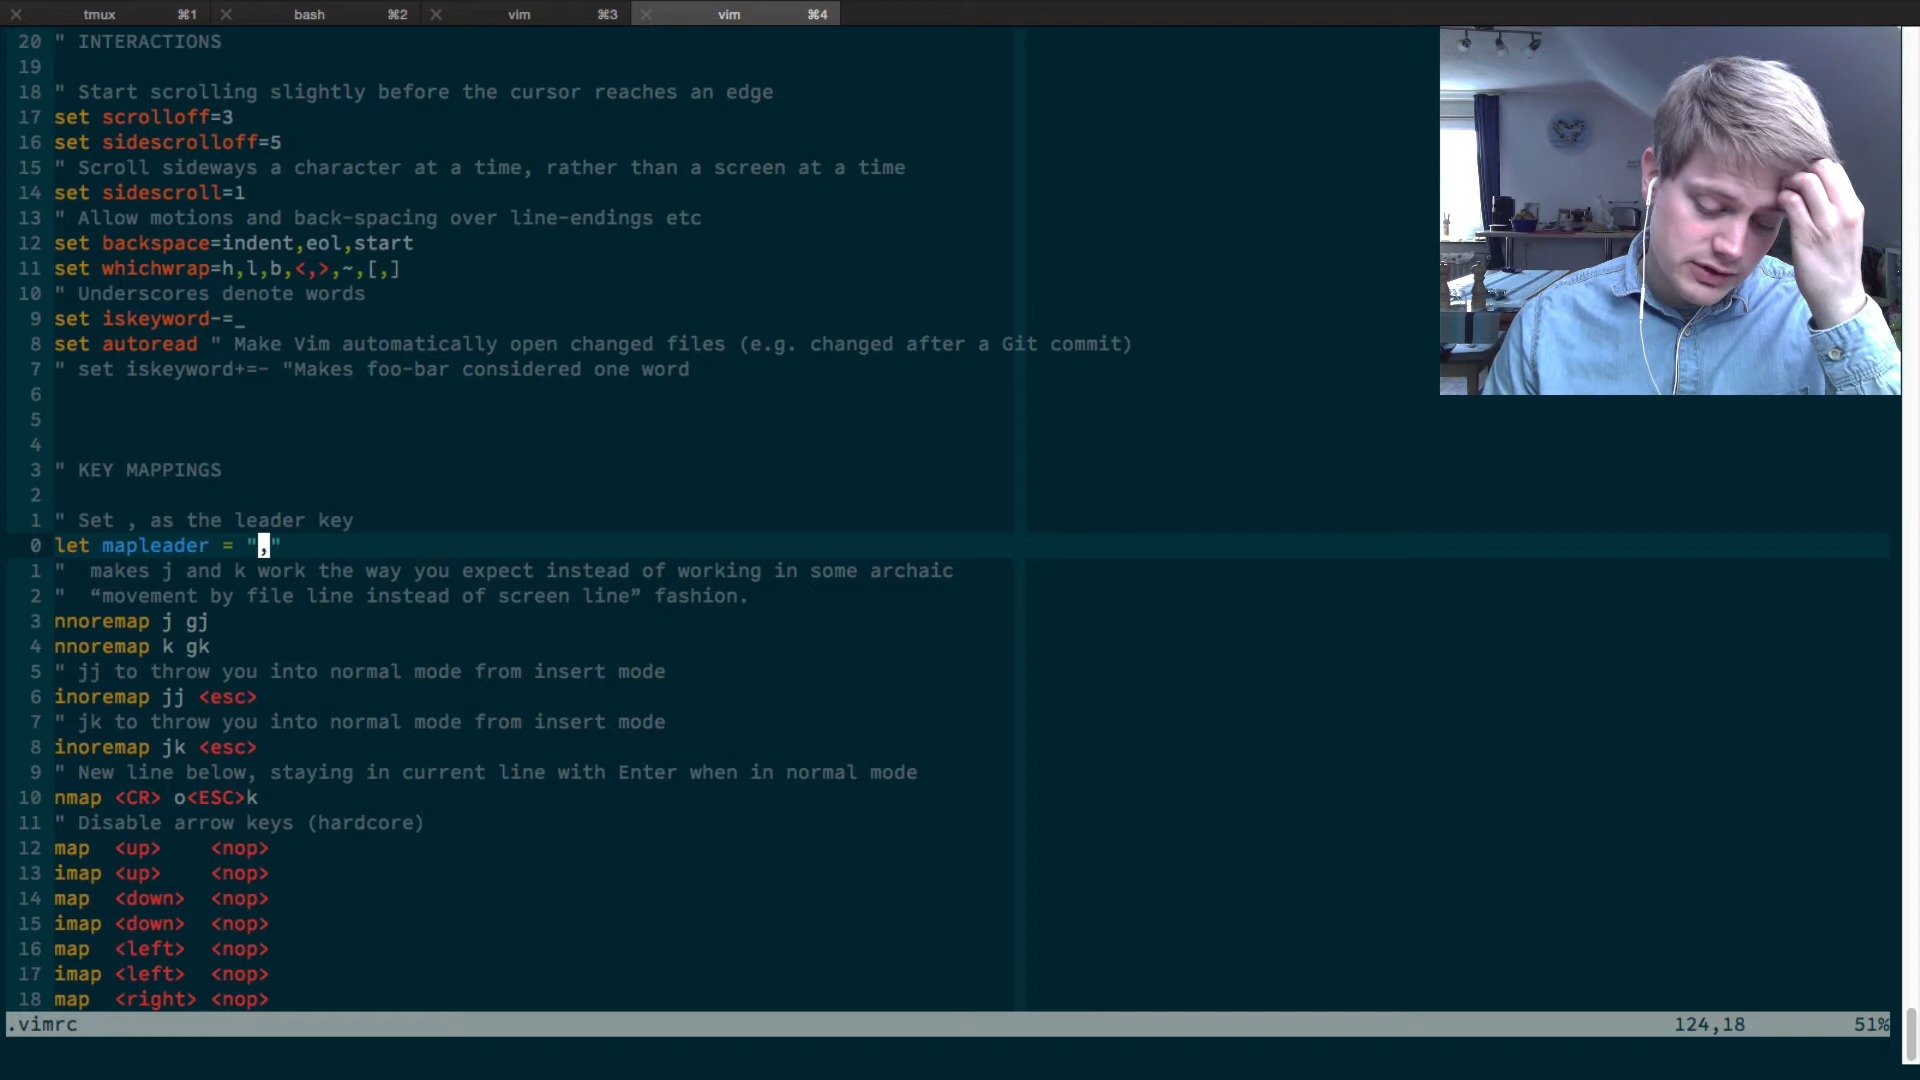 tmux ⌘1 bash ⌘2 vim ⌘3 vim ⌘4
20 " INTERACTIONS
19
18 " Start scrolling slightly before the cursor reaches an edge
17 set scrolloff=3
16 set sidescrolloff=5
15 " Scroll sideways a character at a time, rather than a screen at a time
14 set sidescroll=1
13 " Allow motions and back-spacing over line-endings etc
12 set backspace=indent,eol,start
11 set whichwrap=h,l,b,<,>,~,[,]
10 " Underscores denote words
9 set iskeyword-=_
8 set autoread " Make Vim automatically open changed files (e.g. changed after a Git commit)
7 " set iskeyword+=- "Makes foo-bar considered one word
6
5
4
3 " KEY MAPPINGS
2
1 " Set , as the leader key
0 let mapleader = ","
1 "  makes j and k work the way you expect instead of working in some archaic
2 "  “movement by file line instead of screen line” fashion.
3 nnoremap j gj
4 nnoremap k gk
5 " jj to throw you into normal mode from insert mode
6 inoremap jj <esc>
7 " jk to throw you into normal mode from insert mode
8 inoremap jk <esc>
9 " New line below, staying in current line with Enter when in normal mode
10 nmap <CR> o<ESC>k
11 " Disable arrow keys (hardcore)
12 map  <up>    <nop>
13 imap <up>    <nop>
14 map  <down>  <nop>
15 imap <down>  <nop>
16 map  <left>  <nop>
17 imap <left>  <nop>
18 map  <right> <nop>
.vimrc 124,18 51%